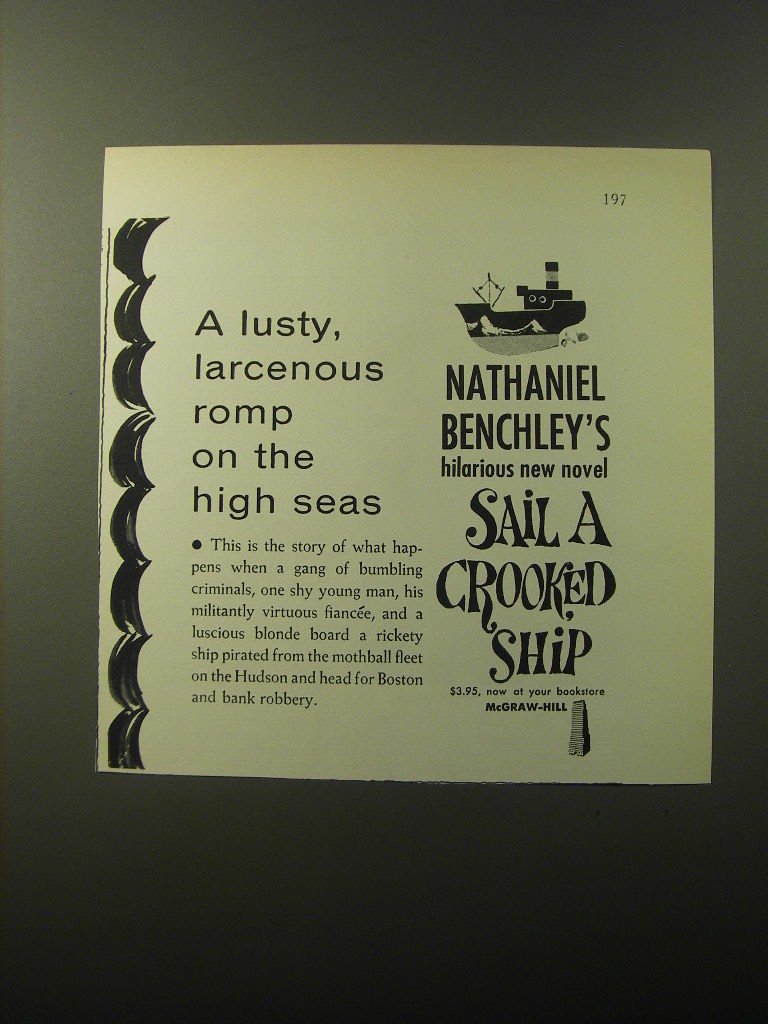 197
A lusty,
larcenous
romp
on the
high seas
● This is the story of what hap-
pens when a gang of bumbling
criminals, one shy young man, his
militantly virtuous fiancée, and a
luscious blonde board a rickety
ship pirated from the mothball fleet
on the Hudson and head for Boston
and bank robbery.
NATHANIEL
BENCHLEY'S
hilarious new novel
SAiL A
CROOKED
SHiP
$3.95, now at your bookstore
McGRAW-HILL